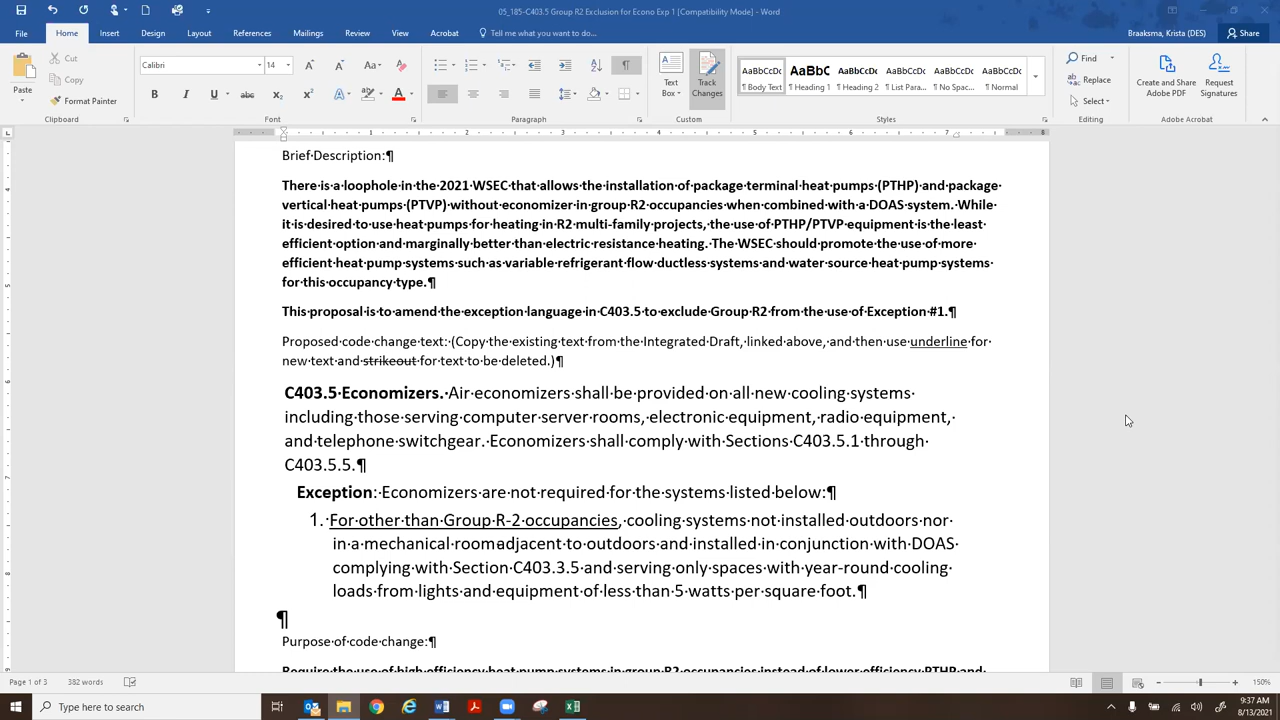 05_185-C403.5 Group R2 Exclusion for Econo Exp 1 [Compatibility Mode] - Word
Braaksma, Krista (DES)
File Home Insert Design Layout References Mailings Review View Acrobat Tell me what you want to do... Share
Paste Cut Copy Format Painter
Calibri 14
B I U abc
Text Box Track Changes
AaBbCcDc ¶ Body Text AaBbC ¶ Heading 1 AaBbCcDc ¶ Heading 2 AaBbCcDc ¶ List Para... AaBbCcDc ¶ No Spac... AaBbCcDc ¶ Normal
Find Replace Select
Create and Share Adobe PDF Request Signatures
Clipboard Font Paragraph Custom Styles Editing Adobe Acrobat
1 2 3 4 5 6 7 8
Brief·Description:¶
There·is·a·loophole·in·the·2021·WSEC·that·allows·the·installation·of·package·terminal·heat·pumps·(PTHP)·and·package·
vertical·heat·pumps·(PTVP)·without·economizer·in·group·R2·occupancies·when·combined·with·a·DOAS·system.·While·
it·is·desired·to·use·heat·pumps·for·heating·in·R2·multi-family·projects,·the·use·of·PTHP/PTVP·equipment·is·the·least·
efficient·option·and·marginally·better·than·electric·resistance·heating.·The·WSEC·should·promote·the·use·of·more·
efficient·heat·pump·systems·such·as·variable·refrigerant·flow·ductless·systems·and·water·source·heat·pump·systems·
for·this·occupancy·type.¶
This·proposal·is·to·amend·the·exception·language·in·C403.5·to·exclude·Group·R2·from·the·use·of·Exception·#1.¶
Proposed·code·change·text:·(Copy·the·existing·text·from·the·Integrated·Draft,·linked·above,·and·then·use·underline·for·
new·text·and·strikeout·for·text·to·be·deleted.)¶
C403.5·Economizers.·Air·economizers·shall·be·provided·on·all·new·cooling·systems·
including·those·serving·computer·server·rooms,·electronic·equipment,·radio·equipment,·
and·telephone·switchgear.·Economizers·shall·comply·with·Sections·C403.5.1·through·
C403.5.5.¶
Exception:·Economizers·are·not·required·for·the·systems·listed·below:¶
1.·For·other·than·Group·R-2·occupancies,·cooling·systems·not·installed·outdoors·nor·
in·a·mechanical·room·adjacent·to·outdoors·and·installed·in·conjunction·with·DOAS·
complying·with·Section·C403.3.5·and·serving·only·spaces·with·year-round·cooling·
loads·from·lights·and·equipment·of·less·than·5·watts·per·square·foot.¶
¶
Purpose·of·code·change:¶
Require·the·use·of·high·efficiency·heat·pump·systems·in·group·R2·occupancies·instead·of·lower·efficiency·PTHP·and·
Page 1 of 3 382 words 150%
Type here to search
9:37 AM
8/13/2021